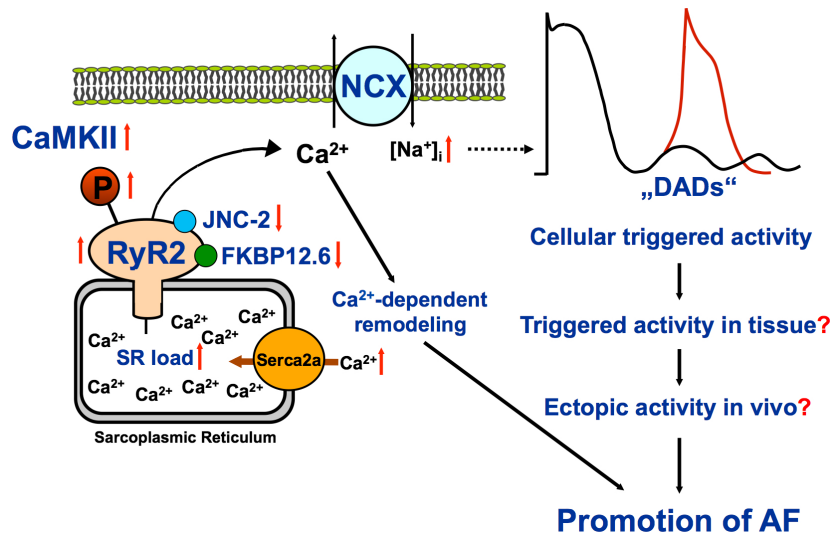 NCX
CaMKII
Ca²⁺
[Na⁺]ᵢ
P
„DADs“
JNC-2
RyR2
FKBP12.6
Cellular triggered activity
Ca²⁺-dependent
remodeling
Ca²⁺
Ca²⁺
Ca²⁺
Ca²⁺
Triggered activity in tissue?
SR load
Serca2a
Ca²⁺
Ca²⁺
Ca²⁺
Ca²⁺
Ca²⁺
Ectopic activity in vivo?
Sarcoplasmic Reticulum
Promotion of AF